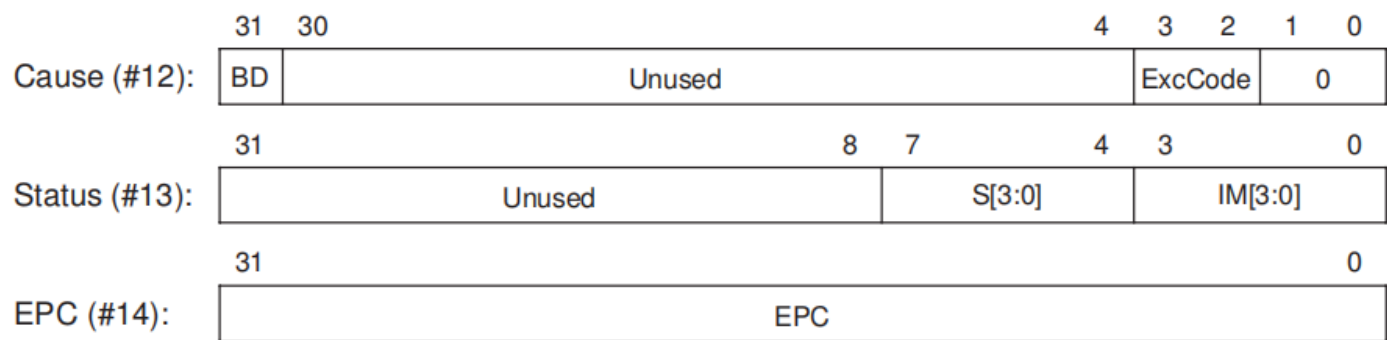 31 30 4 3 2 1 0
Cause (#12): BD Unused ExcCode 0
31 8 7 4 3 0
Status (#13): Unused S[3:0] IM[3:0]
31 0
EPC (#14): EPC